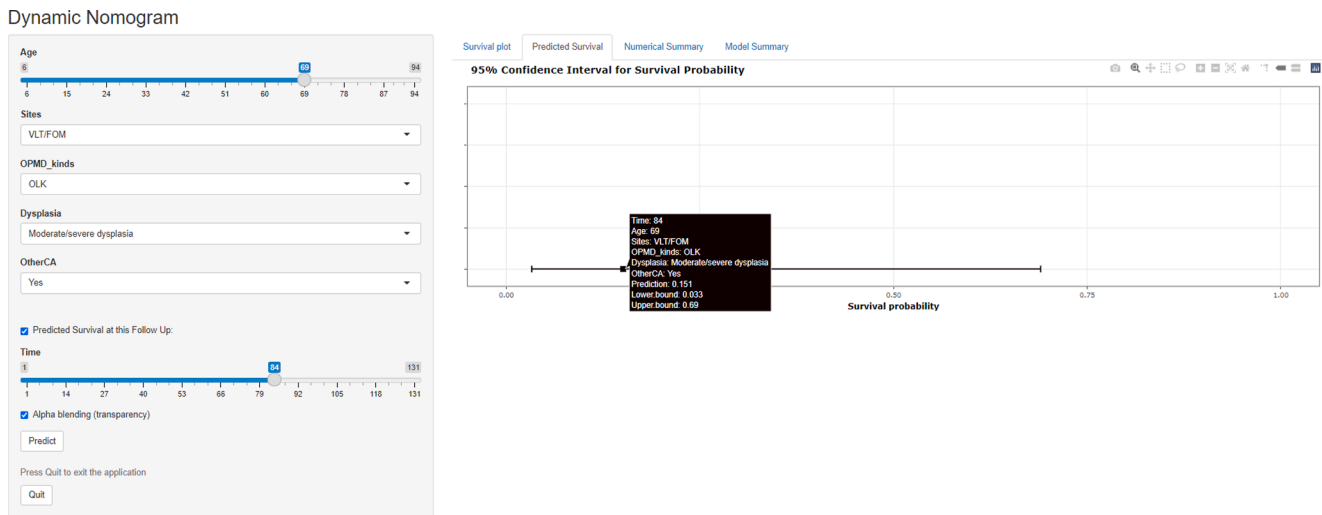 Dynamic Nomogram
Age
6 69 94
6 15 24 33 42 51 60 69 78 87 94
Sites
VLT/FOM
OPMD_kinds
OLK
Dysplasia
Moderate/severe dysplasia
OtherCA
Yes
Predicted Survival at this Follow Up:
Time
1 84 131
1 14 27 40 53 66 79 92 105 118 131
Alpha blending (transparency)
Predict
Press Quit to exit the application
Quit
Survival plot Predicted Survival Numerical Summary Model Summary
95% Confidence Interval for Survival Probability
Time: 84
Age: 69
Sites: VLT/FOM
OPMD_kinds: OLK
Dysplasia: Moderate/severe dysplasia
OtherCA: Yes
Prediction: 0.151
Lower.bound: 0.033
Upper.bound: 0.69
0.00 0.50 0.75 1.00
Survival probability